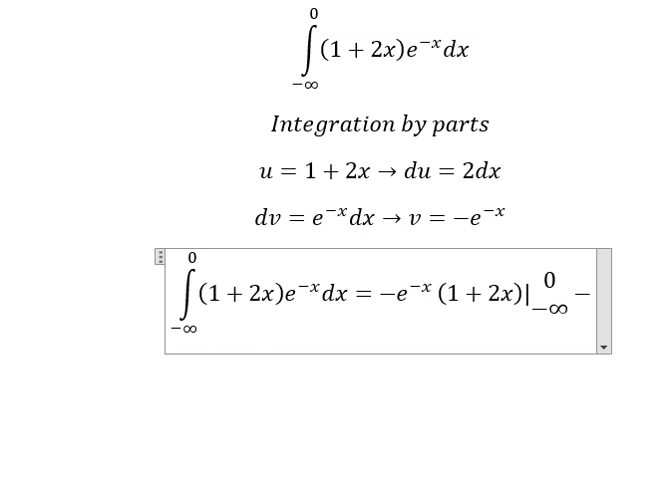 ∫_{−∞}^{0} (1 + 2x)e^{−x}dx
Integration by parts
u = 1 + 2x → du = 2dx
dv = e^{−x}dx → v = −e^{−x}
∫_{−∞}^{0} (1 + 2x)e^{−x}dx = −e^{−x} (1 + 2x)|_{−∞}^{0} −